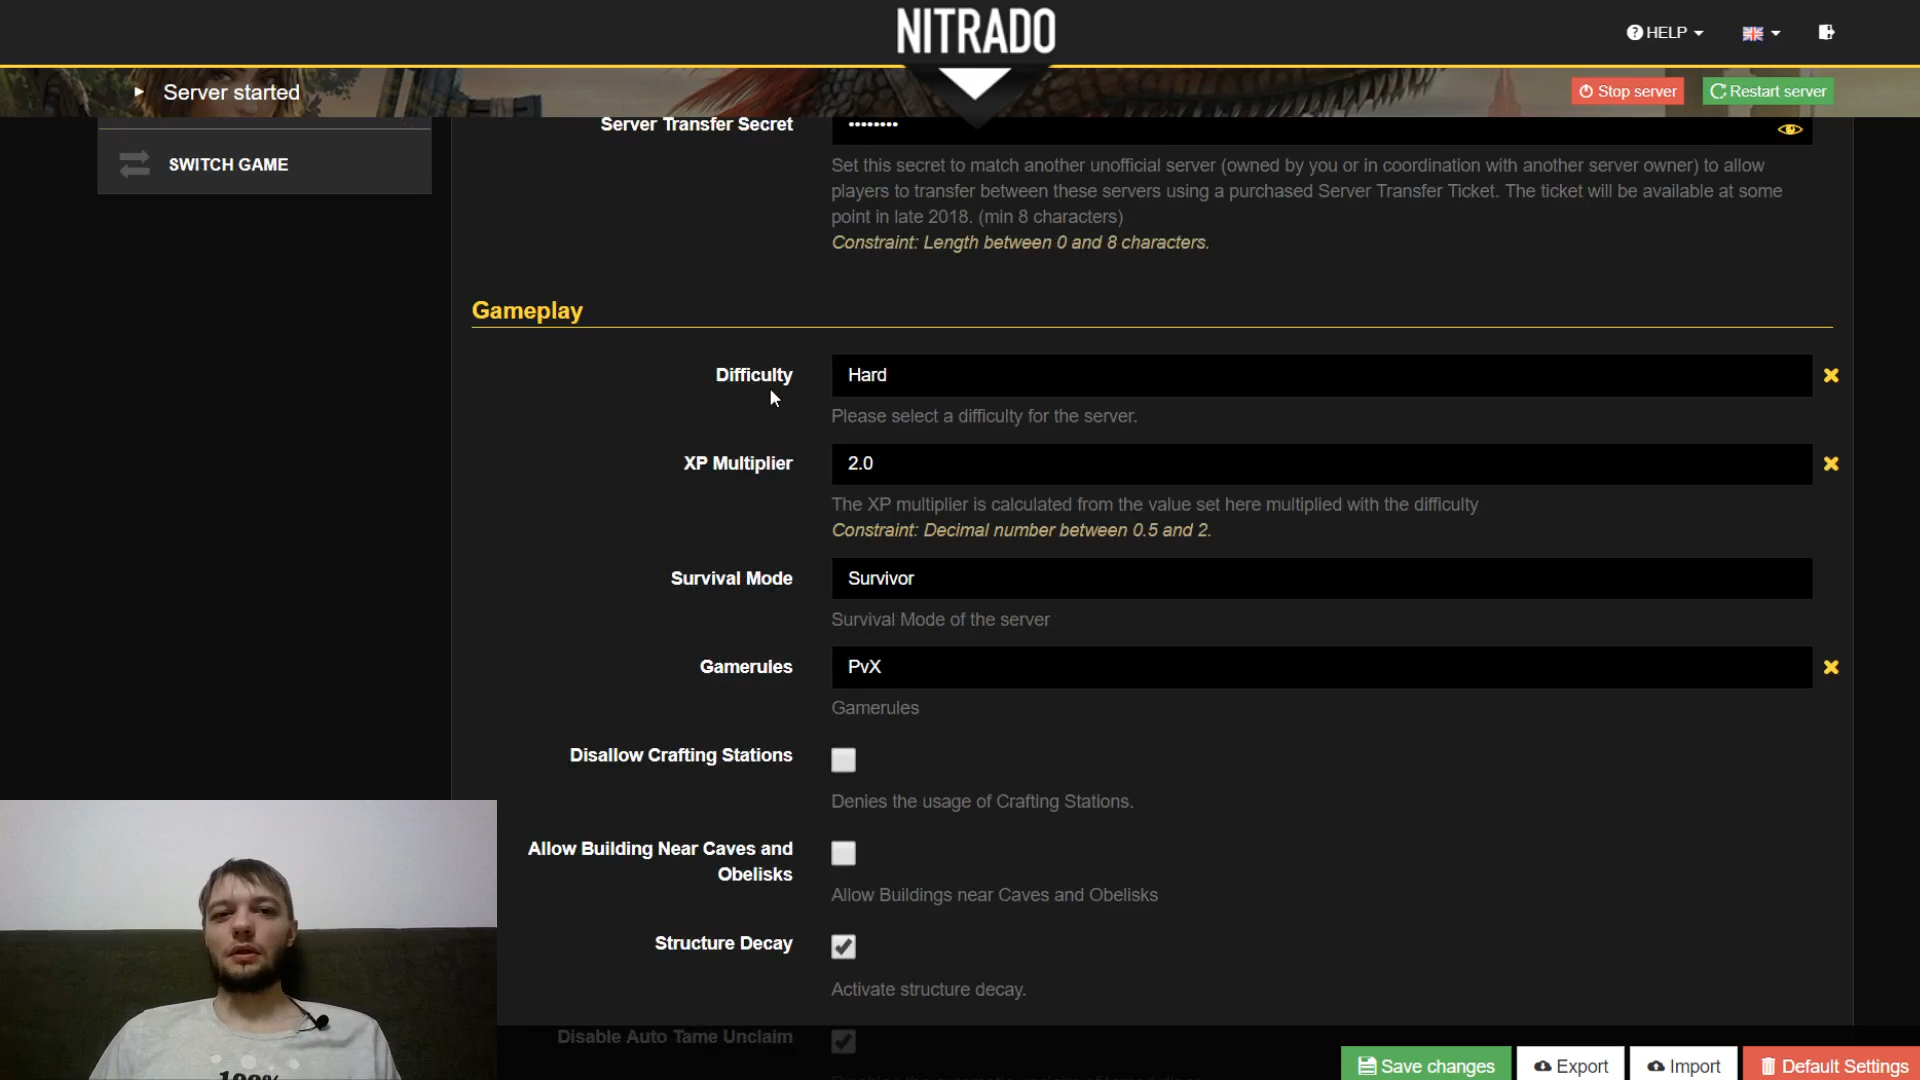 NITRADO
HELP
Server started
Stop server
Restart server
Server Transfer Secret
••••••••
SWITCH GAME
Set this secret to match another unofficial server (owned by you or in coordination with another server owner) to allow
players to transfer between these servers using a purchased Server Transfer Ticket. The ticket will be available at some
point in late 2018. (min 8 characters)
Constraint: Length between 0 and 8 characters.
Gameplay
Difficulty
Hard
Please select a difficulty for the server.
XP Multiplier
2.0
The XP multiplier is calculated from the value set here multiplied with the difficulty
Constraint: Decimal number between 0.5 and 2.
Survival Mode
Survivor
Survival Mode of the server
Gamerules
PvX
Gamerules
Disallow Crafting Stations
Denies the usage of Crafting Stations.
Allow Building Near Caves and
Obelisks
Allow Buildings near Caves and Obelisks
Structure Decay
Activate structure decay.
Disable Auto Tame Unclaim
100%
Save changes
Export
Import
Default Settings